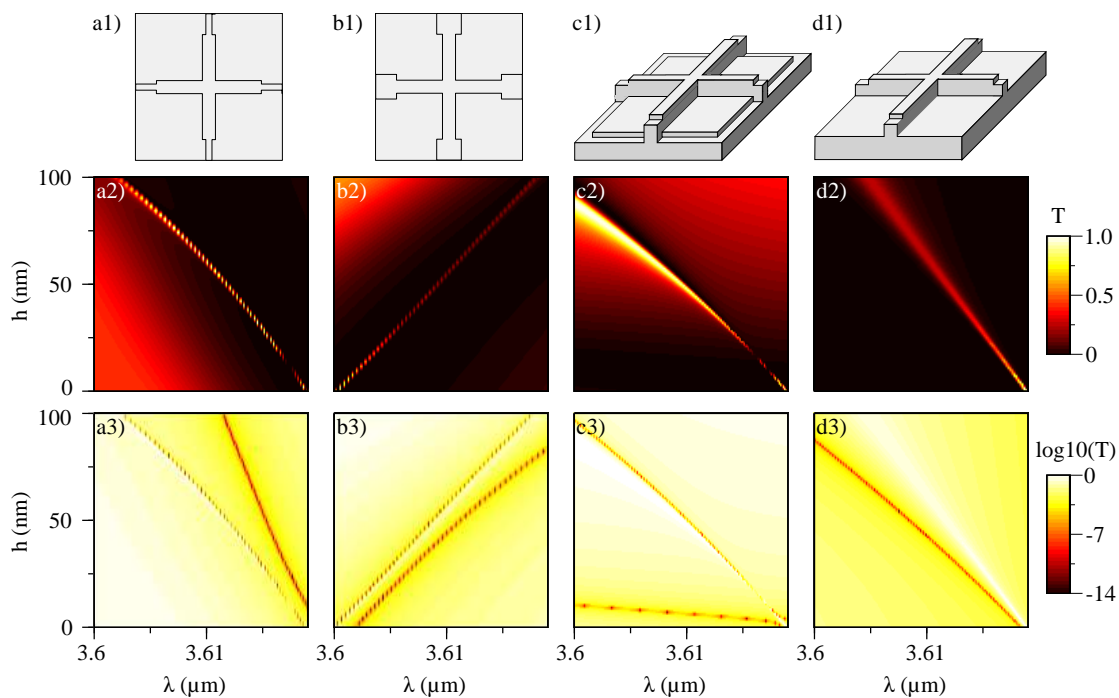 a1) b1) c1) d1)
100 a2) b2) c2) d2)
h (nm) 50
0
T
1.0
0.5
0
100 a3) b3) c3) d3)
h (nm) 50
0
log10(T)
0
-7
-14
3.6 3.61 3.6 3.61 3.6 3.61 3.6 3.61
λ (µm) λ (µm) λ (µm) λ (µm)